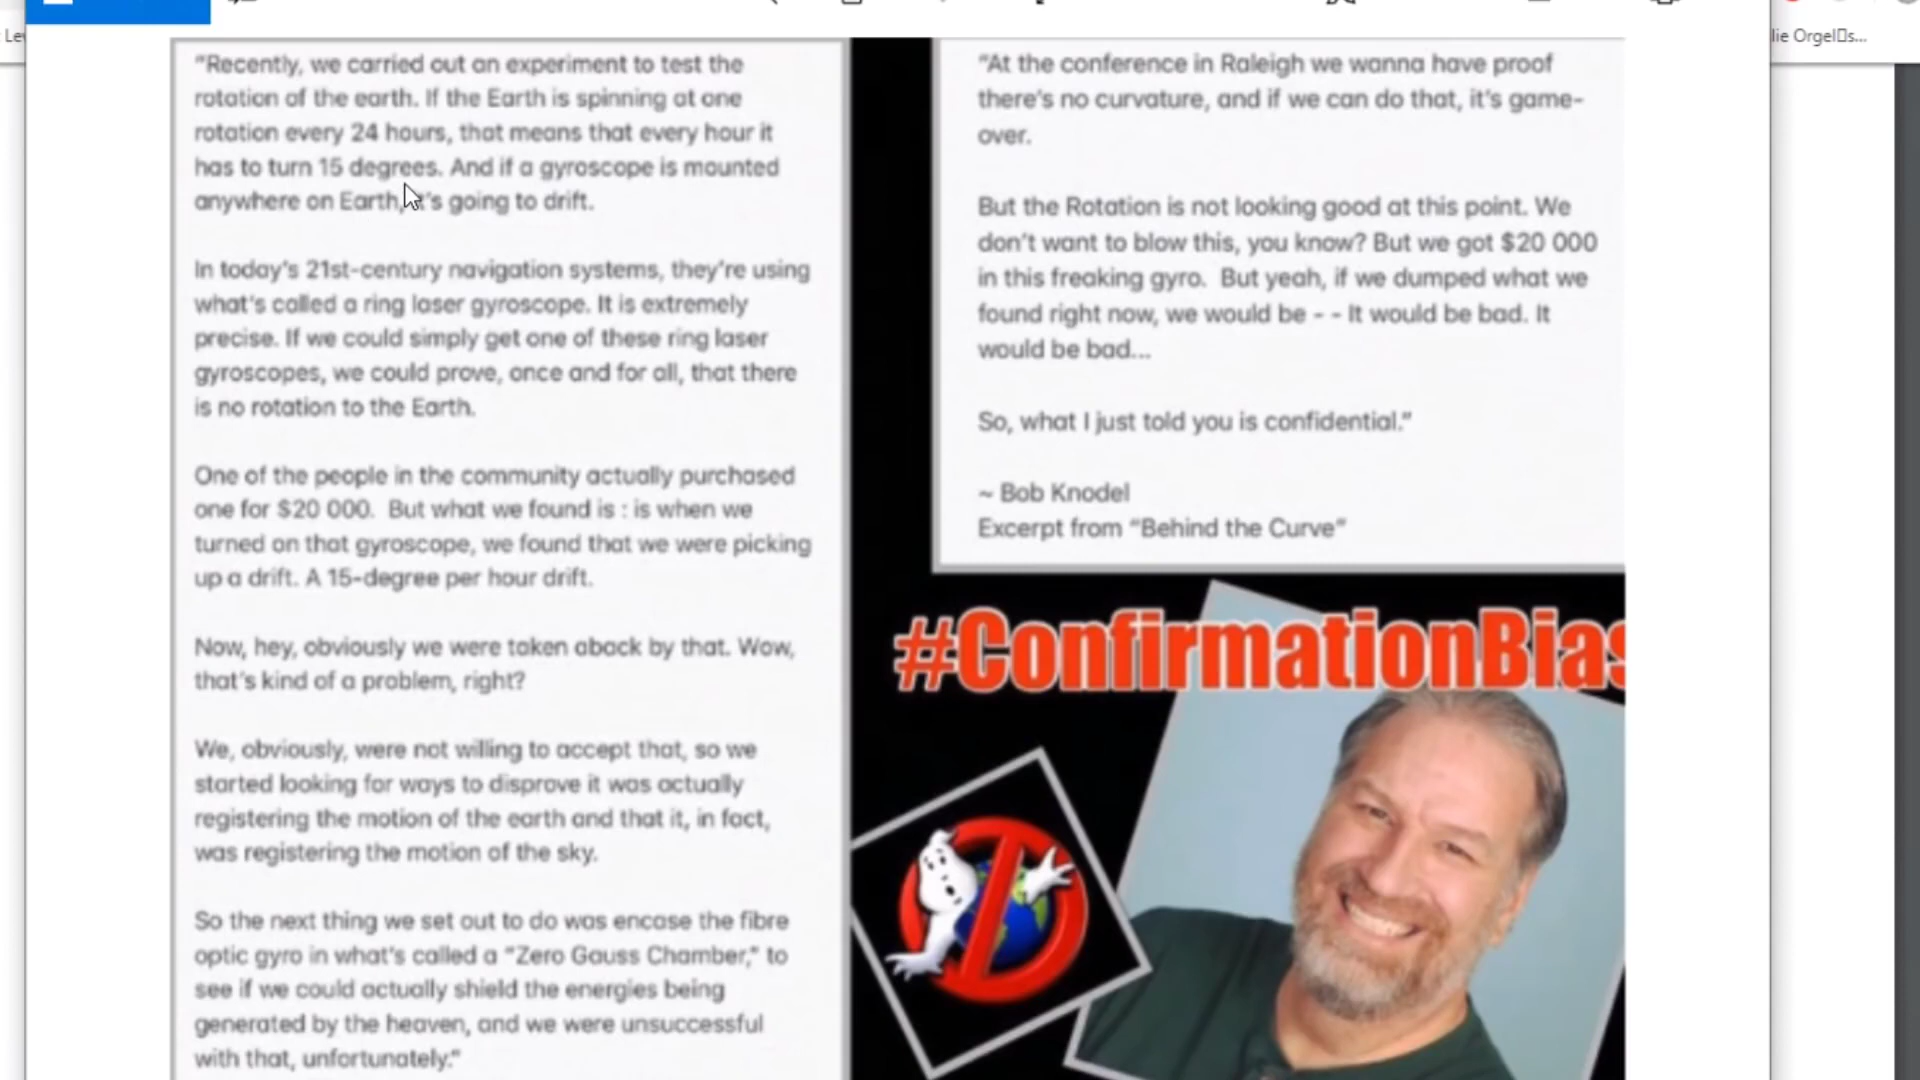 “Recently, we carried out an experiment to test the
rotation of the earth. If the Earth is spinning at one
rotation every 24 hours, that means that every hour it
has to turn 15 degrees. And if a gyroscope is mounted
anywhere on Earth, it’s going to drift.
In today’s 21st-century navigation systems, they’re using
what’s called a ring laser gyroscope. It is extremely
precise. If we could simply get one of these ring laser
gyroscopes, we could prove, once and for all, that there
is no rotation to the Earth.
One of the people in the community actually purchased
one for $20 000. But what we found is : is when we
turned on that gyroscope, we found that we were picking
up a drift. A 15-degree per hour drift.
Now, hey, obviously we were taken aback by that. Wow,
that’s kind of a problem, right?
We, obviously, were not willing to accept that, so we
started looking for ways to disprove it was actually
registering the motion of the earth and that it, in fact,
was registering the motion of the sky.
So the next thing we set out to do was encase the fibre
optic gyro in what’s called a “Zero Gauss Chamber,” to
see if we could actually shield the energies being
generated by the heaven, and we were unsuccessful
with that, unfortunately.”
“At the conference in Raleigh we wanna have proof
there’s no curvature, and if we can do that, it’s game-
over.
But the Rotation is not looking good at this point. We
don’t want to blow this, you know? But we got $20 000
in this freaking gyro. But yeah, if we dumped what we
found right now, we would be - - It would be bad. It
would be bad...
So, what I just told you is confidential.”
~ Bob Knodel
Excerpt from “Behind the Curve”
#ConfirmationBias
lie Orgel▯s...